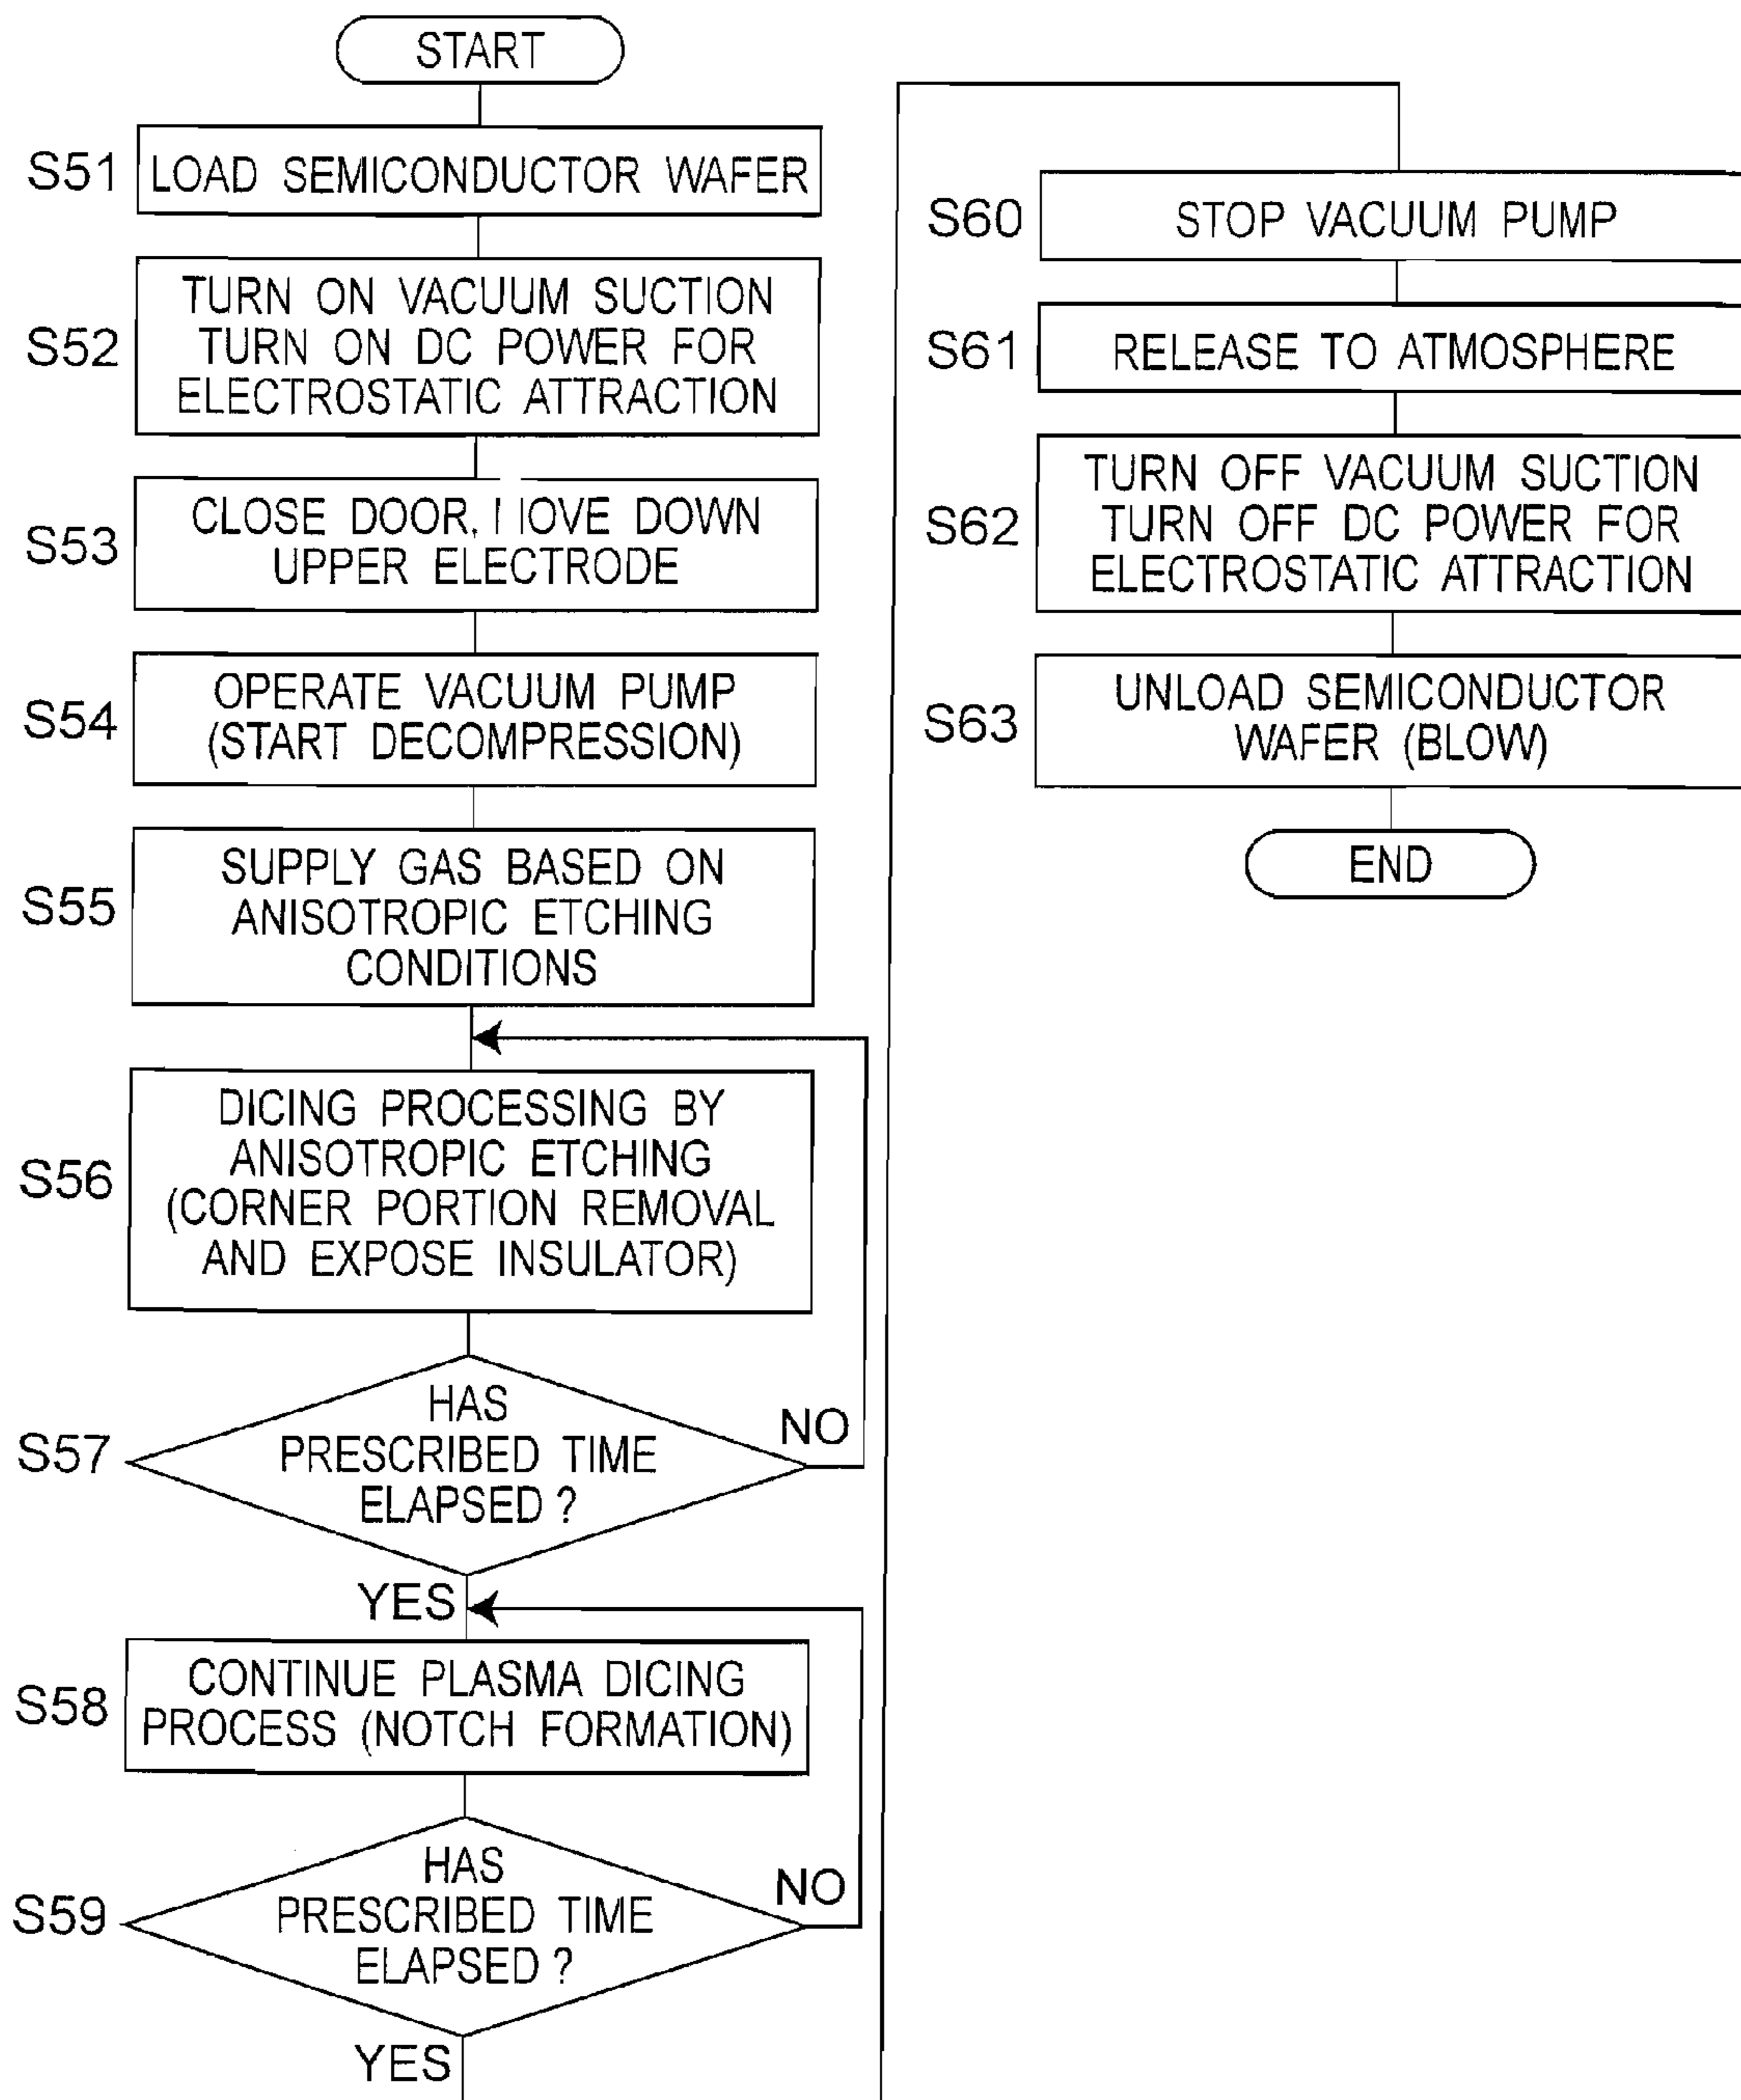 START
S51
LOAD SEMICONDUCTOR WAFER
S52
TURN ON VACUUM SUCTION
TURN ON DC POWER FOR
ELECTROSTATIC ATTRACTION
S53
CLOSE DOOR. DOWN
UPPER ELECTRODE
S54
OPERATE VACUUM PUMP
(START DECOMPRESSION)
S55
SUPPLY GAS BASED ON
ANISOTROPIC ETCHING
CONDITIONS
S56
DICING PROCESSING BY
ANISOTROPIC ETCHING
(CORNER PORTION REMOVAL
AND EXPOSE INSULATOR)
S57
HAS
PRESCRIBED TIME
ELAPSED ?
NO
YES
S58
CONTINUE PLASMA DICING
PROCESS (NOTCH FORMATION)
S59
HAS
PRESCRIBED TIME
ELAPSED ?
NO
YES
S60
STOP VACUUM PUMP
S61
RELEASE TO ATMOSPHERE
S62
TURN OFF VACUUM SUCTION
TURN OFF DC POWER FOR
ELECTROSTATIC ATTRACTION
S63
UNLOAD SEMICONDUCTOR
WAFER (BLOW)
END